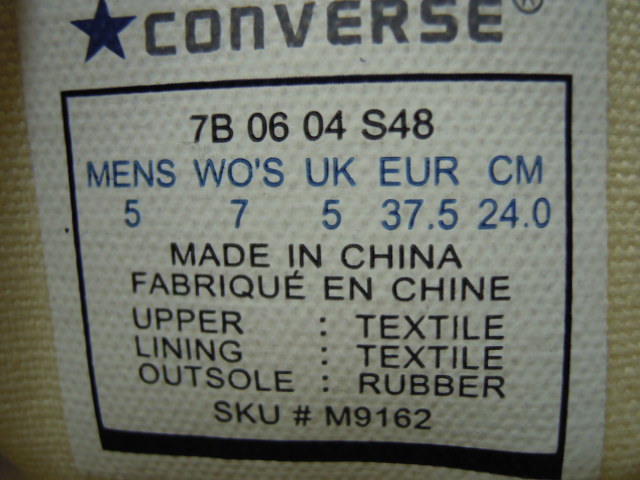 ★CONVERSE®
7B 06 04 S48
MENS WO'S UK EUR CM
5 7 5 37.5 24.0
MADE IN CHINA
FABRIQUÉ EN CHINE
UPPER : TEXTILE
LINING : TEXTILE
OUTSOLE : RUBBER
SKU # M9162